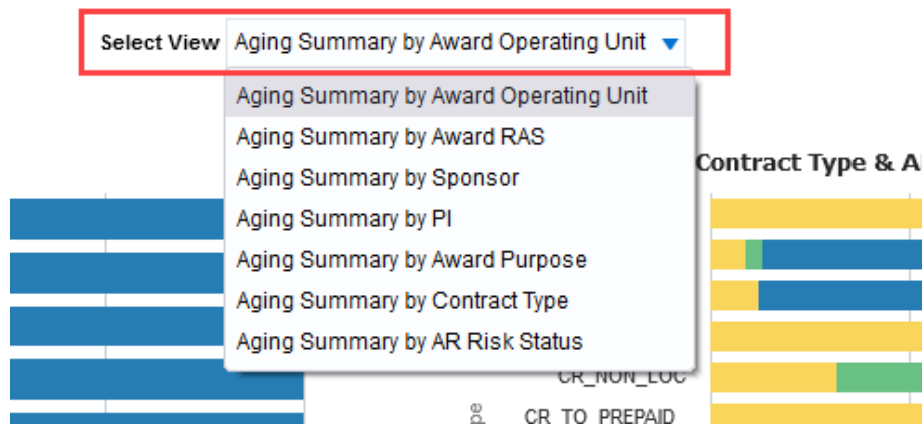 Select View Aging Summary by Award Operating Unit
Aging Summary by Award Operating Unit
Aging Summary by Award RAS
Aging Summary by Sponsor
Aging Summary by PI
Aging Summary by Award Purpose
Aging Summary by Contract Type
Aging Summary by AR Risk Status
Contract Type & A
CR_NON_LOC
CR_TO_PREPAID
pe